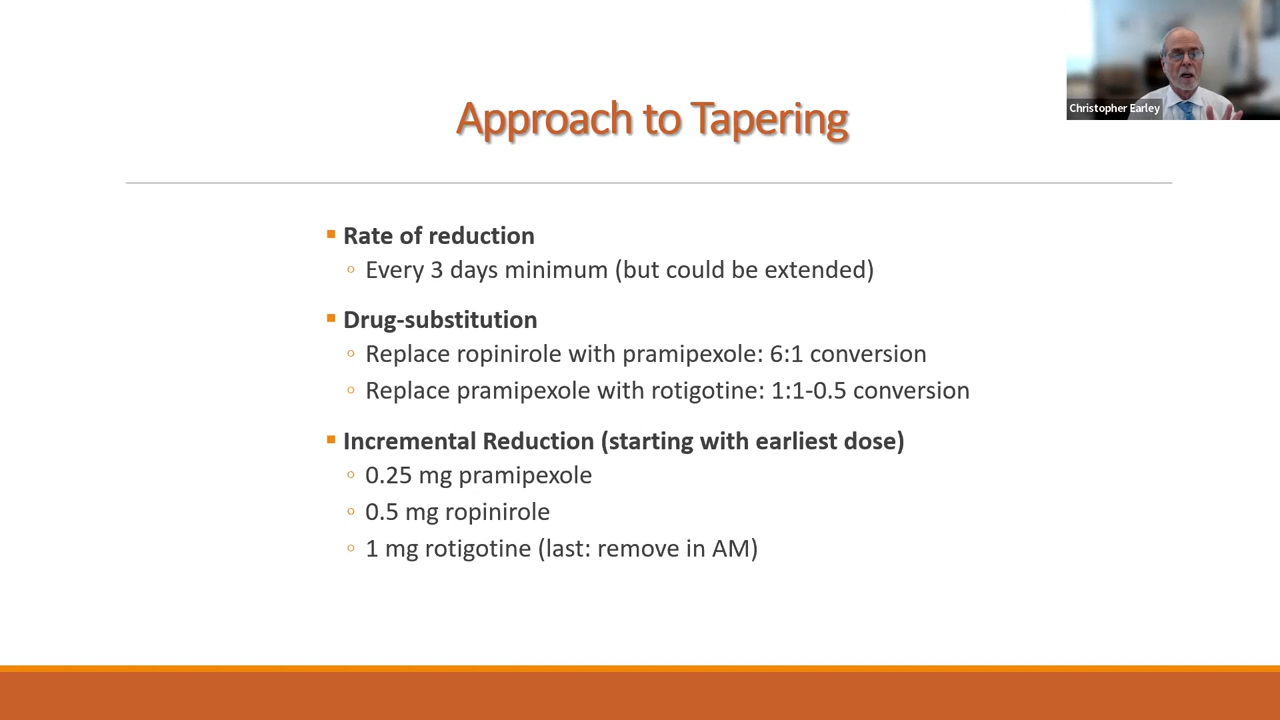 Christopher Earley
Approach to Tapering
Rate of reduction
Every 3 days minimum (but could be extended)
Drug-substitution
Replace ropinirole with pramipexole: 6:1 conversion
Replace pramipexole with rotigotine: 1:1-0.5 conversion
Incremental Reduction (starting with earliest dose)
0.25 mg pramipexole
0.5 mg ropinirole
1 mg rotigotine (last: remove in AM)